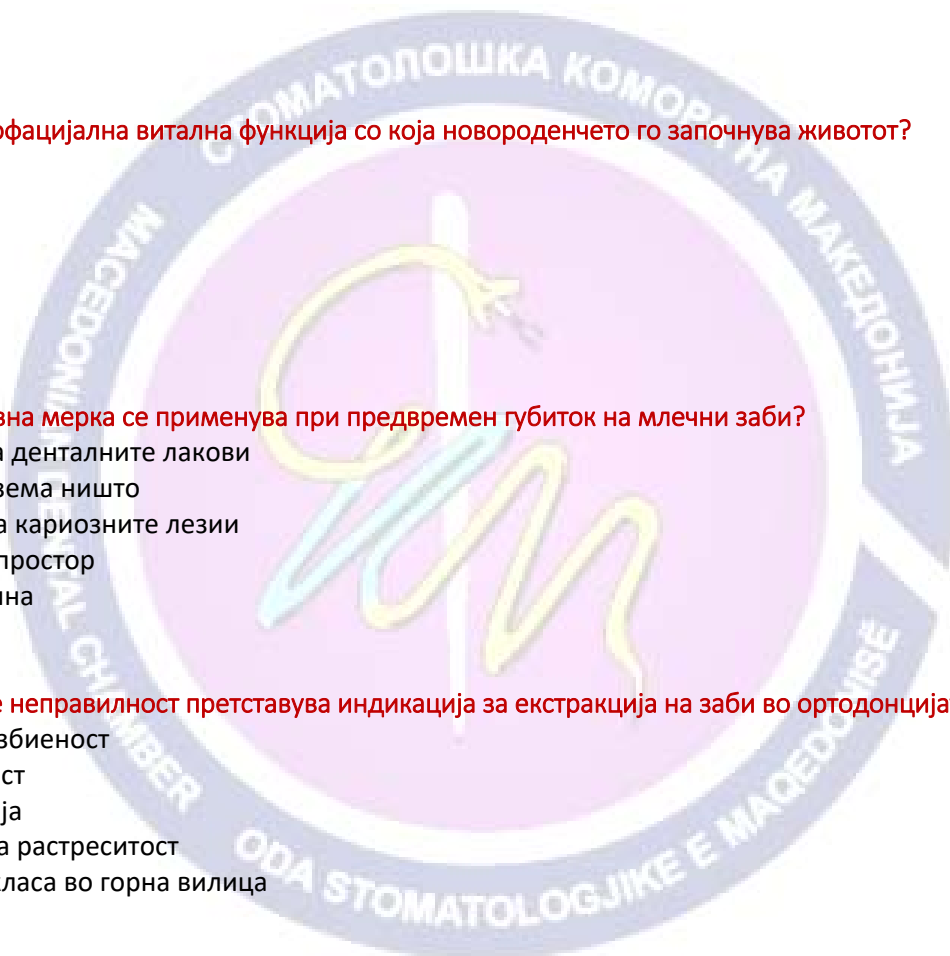 СТОМАТОЛОШКА КОМОРА НА МАКЕДОНИЈА
офацијална витална функција со која новороденчето го започнува животот?
MACEDONIAN DENTAL CHAMBER
вна мерка се применува при предвремен губиток на млечни заби?
а денталните лакови
зема ништо
а кариозните лезии
простор
на
е неправилност претставува индикација за екстракција на заби во ортодонција
збиеност
ст
ја
а растреситост
класа во горна вилица
ODA STOMATOLOGJIKE E MAQEDONISË